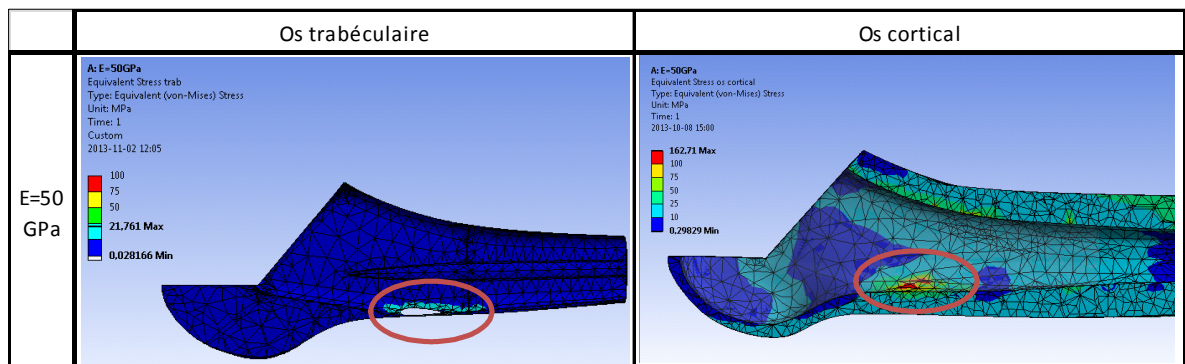 Os trabéculaire
Os cortical
E=50
GPa
A: E=50GPa
Equivalent Stress trab
Type: Equivalent (von-Mises) Stress
Unit: MPa
Time: 1
Custom
2013-11-02 12:05
100
75
50
21,761 Max
0,028166 Min
A: E=50GPa
Equivalent Stress os cortical
Type: Equivalent (von-Mises) Stress
Unit: MPa
Time: 1
2013-10-08 15:00
162,71 Max
100
75
50
25
10
0,29829 Min